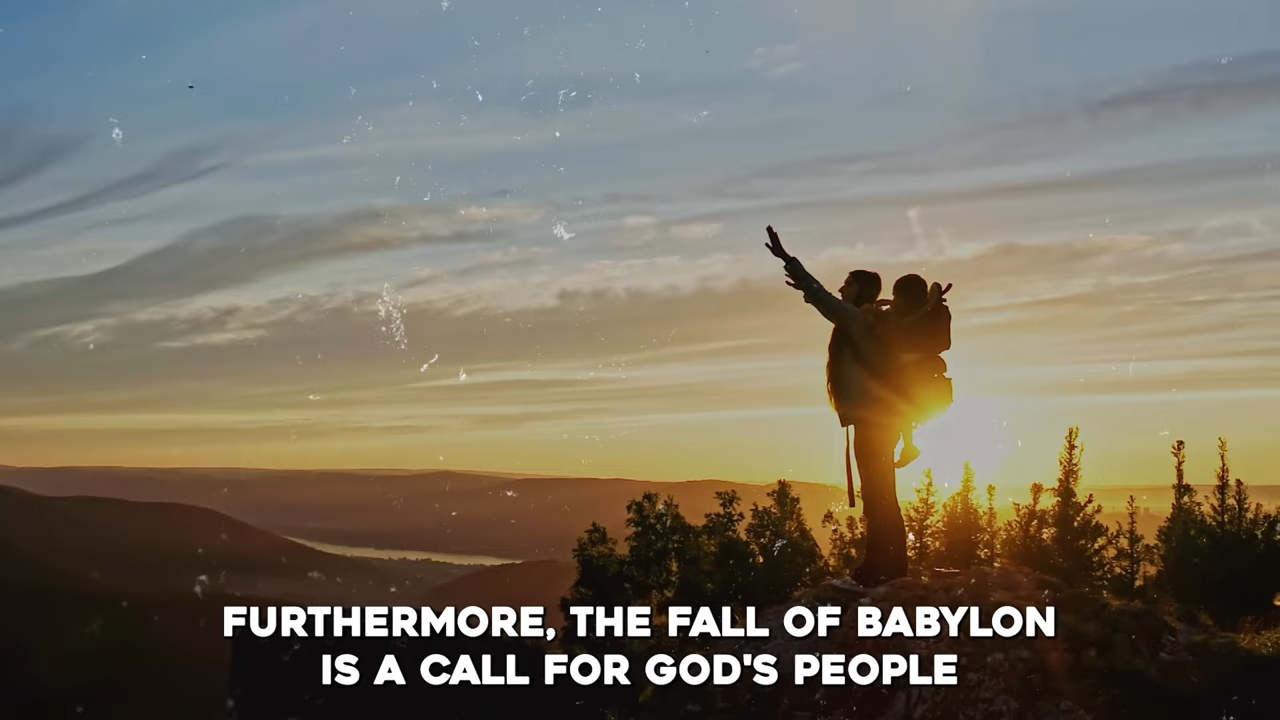 FURTHERMORE, THE FALL OF BABYLON
IS A CALL FOR GOD'S PEOPLE